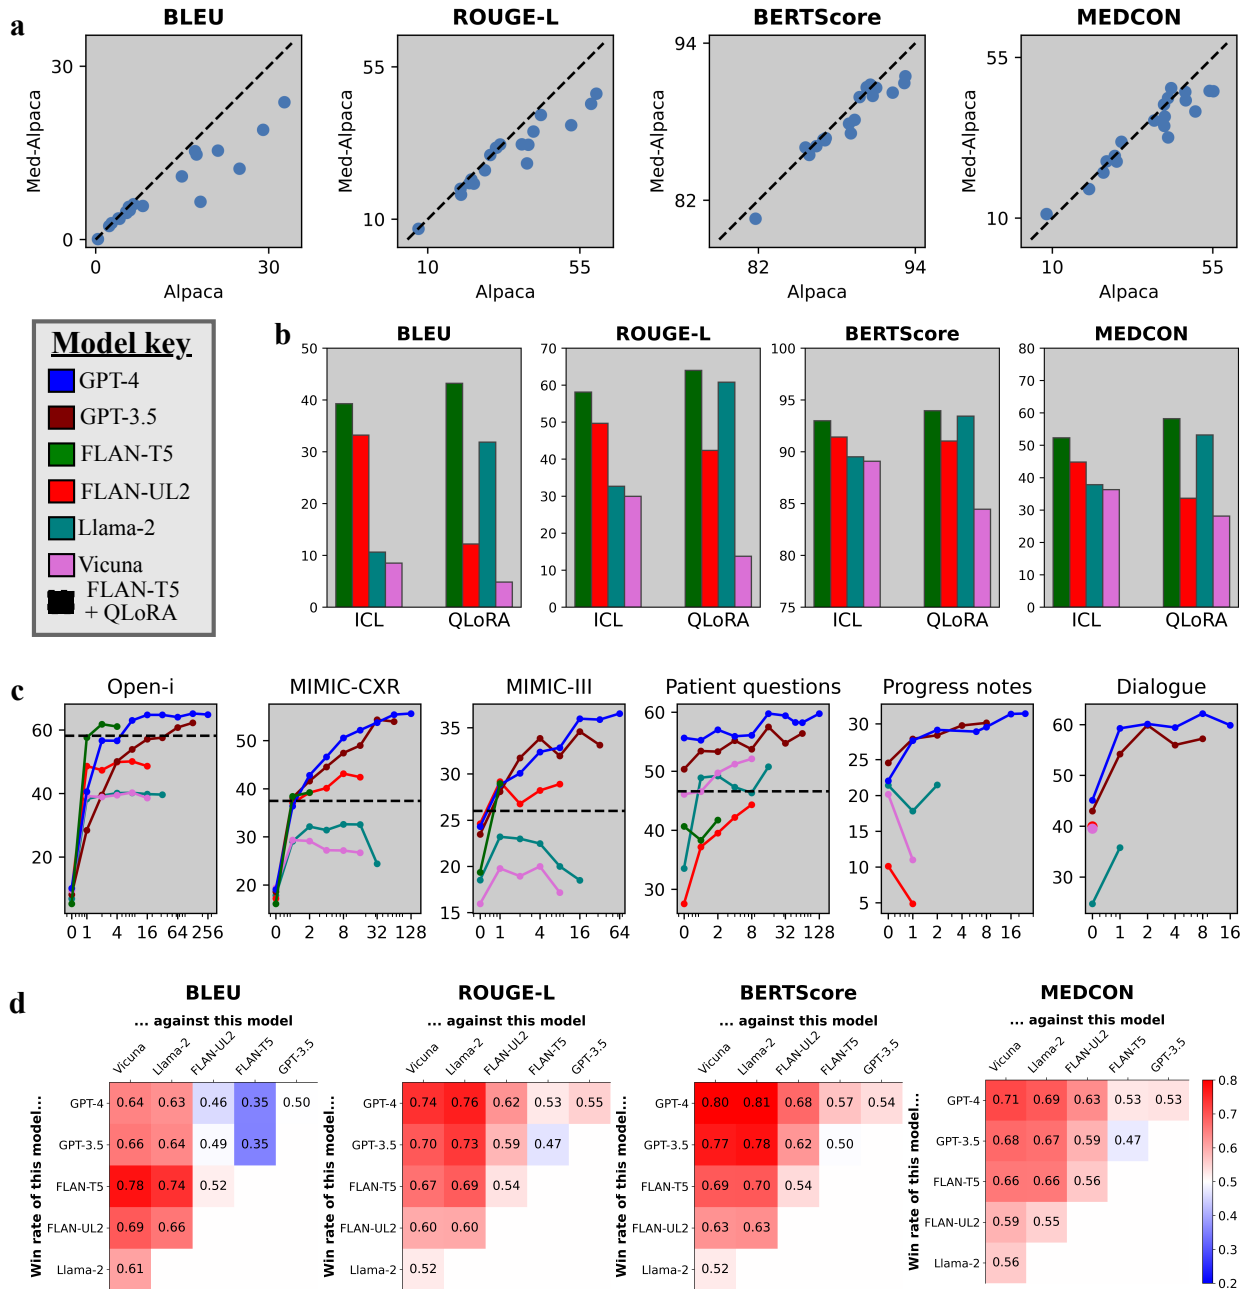 a
BLEU
ROUGE-L
BERTScore
MEDCON
Med-Alpaca
30
0
0
30
Alpaca
Med-Alpaca
55
10
10
55
Alpaca
94
82
82
94
Alpaca
Med-Alpaca
55
10
10
55
Alpaca
Model key
GPT-4
GPT-3.5
FLAN-T5
FLAN-UL2
Llama-2
Vicuna
FLAN-T5
+ QLoRA
b
BLEU
ROUGE-L
BERTScore
MEDCON
50
40
30
20
10
0
ICL
QLoRA
70
60
50
40
30
20
10
0
ICL
QLoRA
100
95
90
85
80
75
ICL
QLoRA
80
70
60
50
40
30
20
10
0
ICL
QLoRA
c
Open-i
60
40
20
0 1 4 16 64 256
MIMIC-CXR
60
50
40
30
20
0 2 8 32 128
MIMIC-III
35
30
25
20
15
0 1 4 16 64
Patient questions
60
50
40
30
0 2 8 32 128
Progress notes
30
25
20
15
10
5
0 1 2 4 8 16
Dialogue
60
50
40
30
0 1 2 4 8 16
d
BLEU
... against this model
Vicuna Llama-2 FLAN-UL2 FLAN-T5 GPT-3.5
Win rate of this model...
GPT-4 0.64 0.63 0.46 0.35 0.50
GPT-3.5 0.66 0.64 0.49 0.35
FLAN-T5 0.78 0.74 0.52
FLAN-UL2 0.69 0.66
Llama-2 0.61
ROUGE-L
... against this model
Vicuna Llama-2 FLAN-UL2 FLAN-T5 GPT-3.5
Win rate of this model...
GPT-4 0.74 0.76 0.62 0.53 0.55
GPT-3.5 0.70 0.73 0.59 0.47
FLAN-T5 0.67 0.69 0.54
FLAN-UL2 0.60 0.60
Llama-2 0.52
BERTScore
... against this model
Vicuna Llama-2 FLAN-UL2 FLAN-T5 GPT-3.5
Win rate of this model...
GPT-4 0.80 0.81 0.68 0.57 0.54
GPT-3.5 0.77 0.78 0.62 0.50
FLAN-T5 0.69 0.70 0.54
FLAN-UL2 0.63 0.63
Llama-2 0.52
MEDCON
... against this model
Vicuna Llama-2 FLAN-UL2 FLAN-T5 GPT-3.5
Win rate of this model...
GPT-4 0.71 0.69 0.63 0.53 0.53
GPT-3.5 0.68 0.67 0.59 0.47
FLAN-T5 0.66 0.66 0.56
FLAN-UL2 0.59 0.55
Llama-2 0.56
0.8
0.7
0.6
0.5
0.4
0.3
0.2